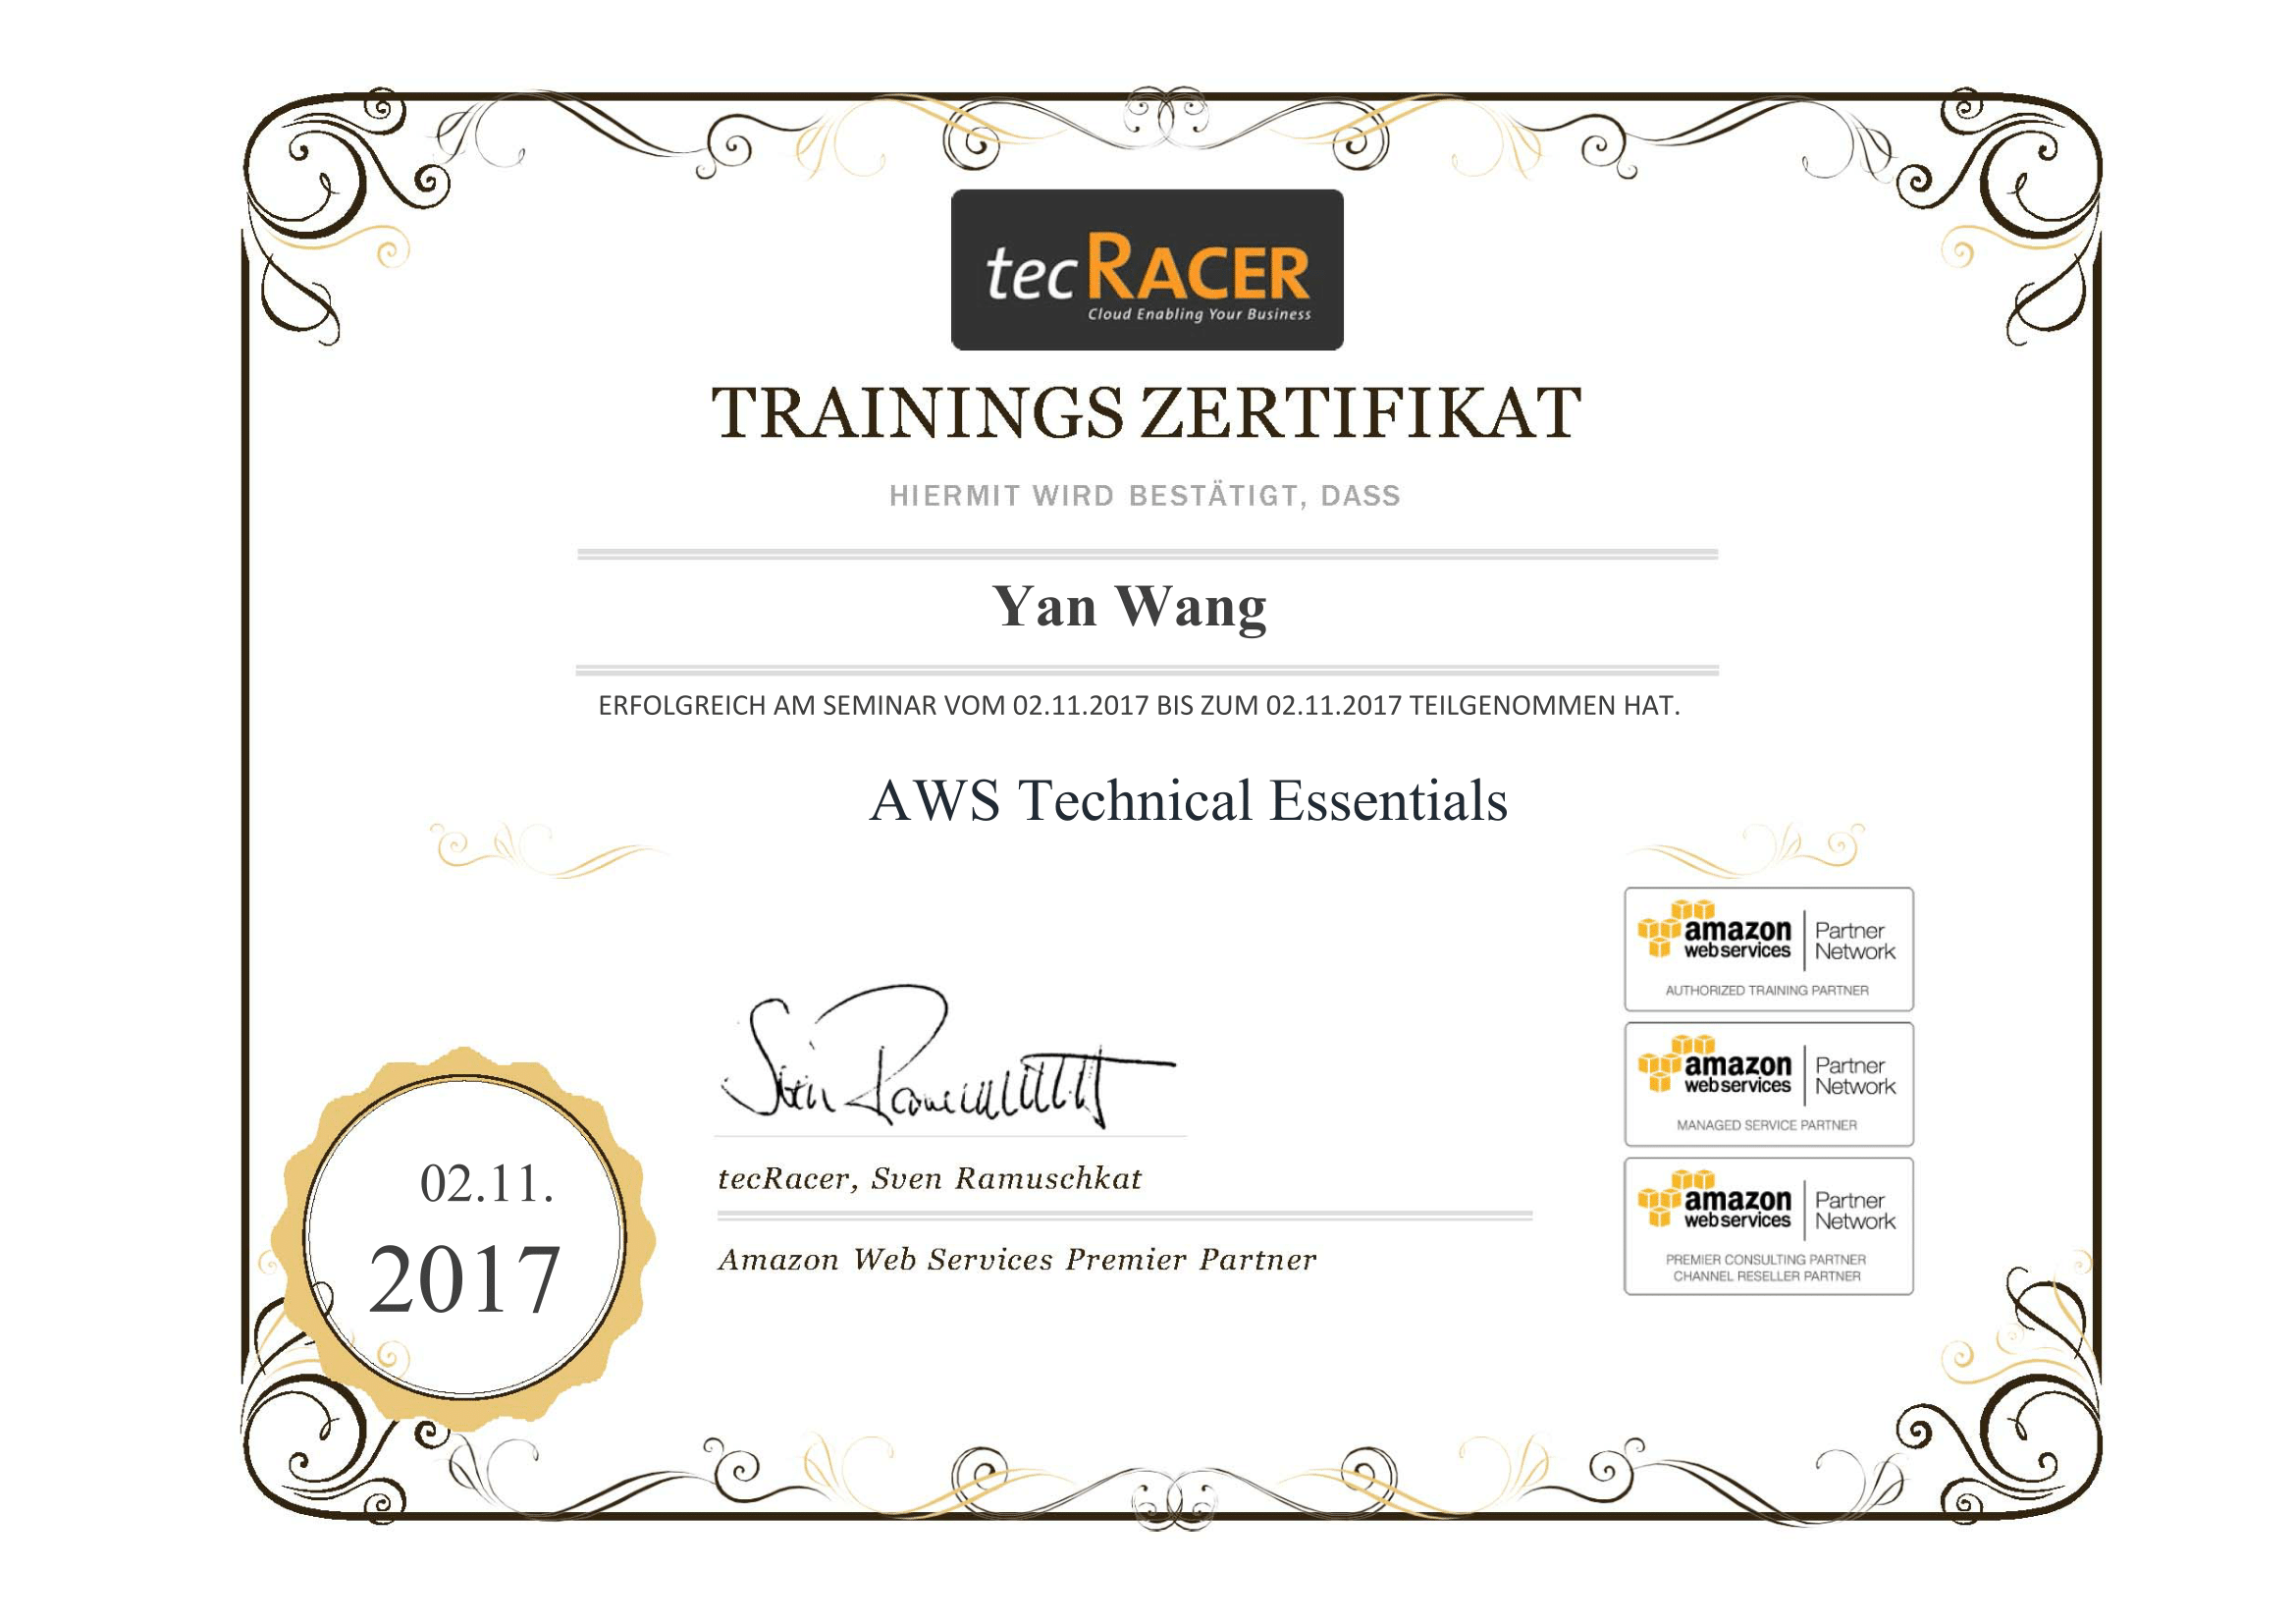 tecRACER
Cloud Enabling Your Business
TRAININGS ZERTIFIKAT
HIERMIT WIRD BESTÄTIGT, DASS
Yan Wang
ERFOLGREICH AM SEMINAR VOM 02.11.2017 BIS ZUM 02.11.2017 TEILGENOMMEN HAT.
AWS Technical Essentials
amazon
webservices
Partner
Network
AUTHORIZED TRAINING PARTNER
amazon
webservices
Partner
Network
MANAGED SERVICE PARTNER
amazon
webservices
Partner
Network
PREMIER CONSULTING PARTNER
CHANNEL RESELLER PARTNER
Sven Ramuschkat
tecRacer, Sven Ramuschkat
Amazon Web Services Premier Partner
02.11.
2017